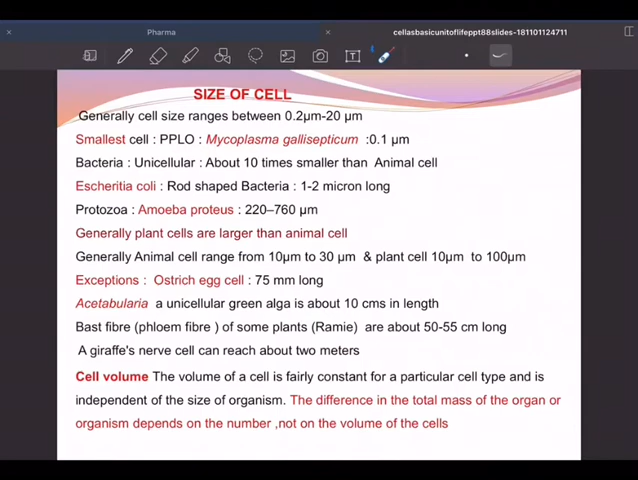 Pharma
cellasbasicunitoflifeppt88slides-181101124711
SIZE OF CELL
Generally cell size ranges between 0.2µm-20 µm
Smallest cell : PPLO : Mycoplasma gallisepticum :0.1 µm
Bacteria : Unicellular : About 10 times smaller than Animal cell
Escheritia coli : Rod shaped Bacteria : 1-2 micron long
Protozoa : Amoeba proteus : 220–760 µm
Generally plant cells are larger than animal cell
Generally Animal cell range from 10µm to 30 µm & plant cell 10µm to 100µm
Exceptions : Ostrich egg cell : 75 mm long
Acetabularia a unicellular green alga is about 10 cms in length
Bast fibre (phloem fibre ) of some plants (Ramie) are about 50-55 cm long
A giraffe's nerve cell can reach about two meters
Cell volume The volume of a cell is fairly constant for a particular cell type and is
independent of the size of organism. The difference in the total mass of the organ or
organism depends on the number ,not on the volume of the cells